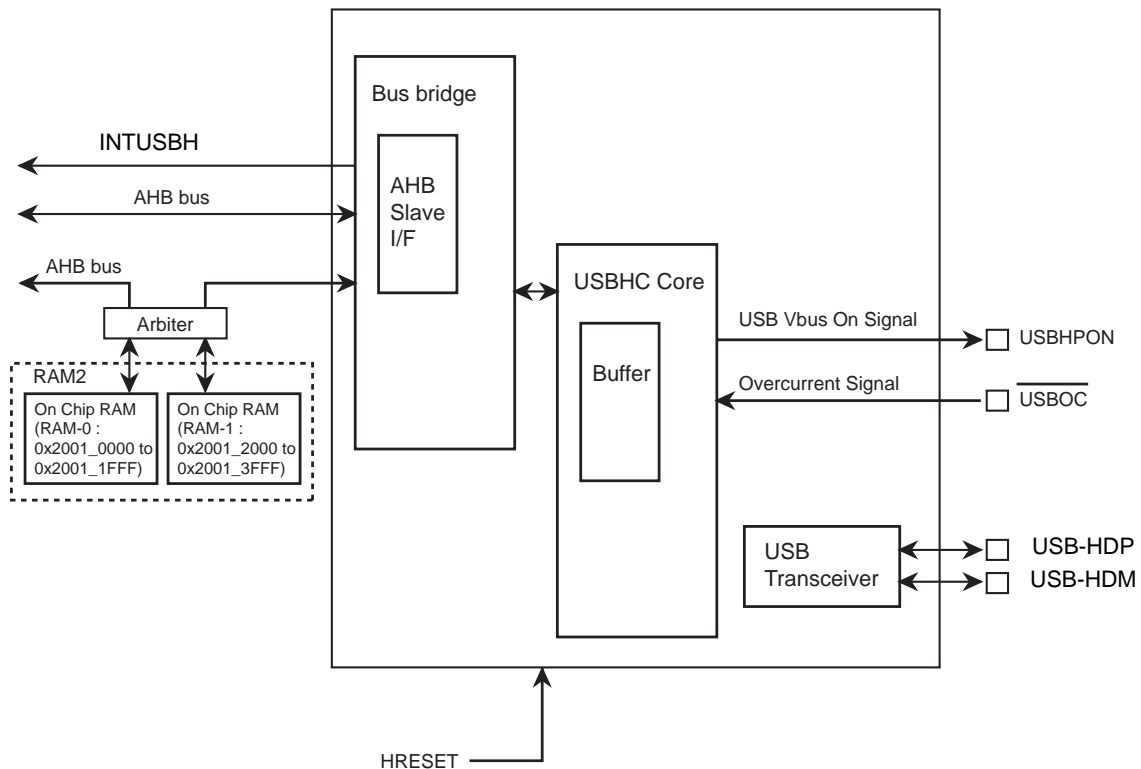 Bus bridge
INTUSBH
AHB bus
AHB
Slave
I/F
AHB bus
Arbiter
RAM2
On Chip RAM
(RAM-0 :
0x2001_0000 to
0x2001_1FFF)
On Chip RAM
(RAM-1 :
0x2001_2000 to
0x2001_3FFF)
USBHC Core
Buffer
USB Vbus On Signal
USBHPON
Overcurrent Signal
USBOC
USB
Transceiver
USB-HDP
USB-HDM
HRESET